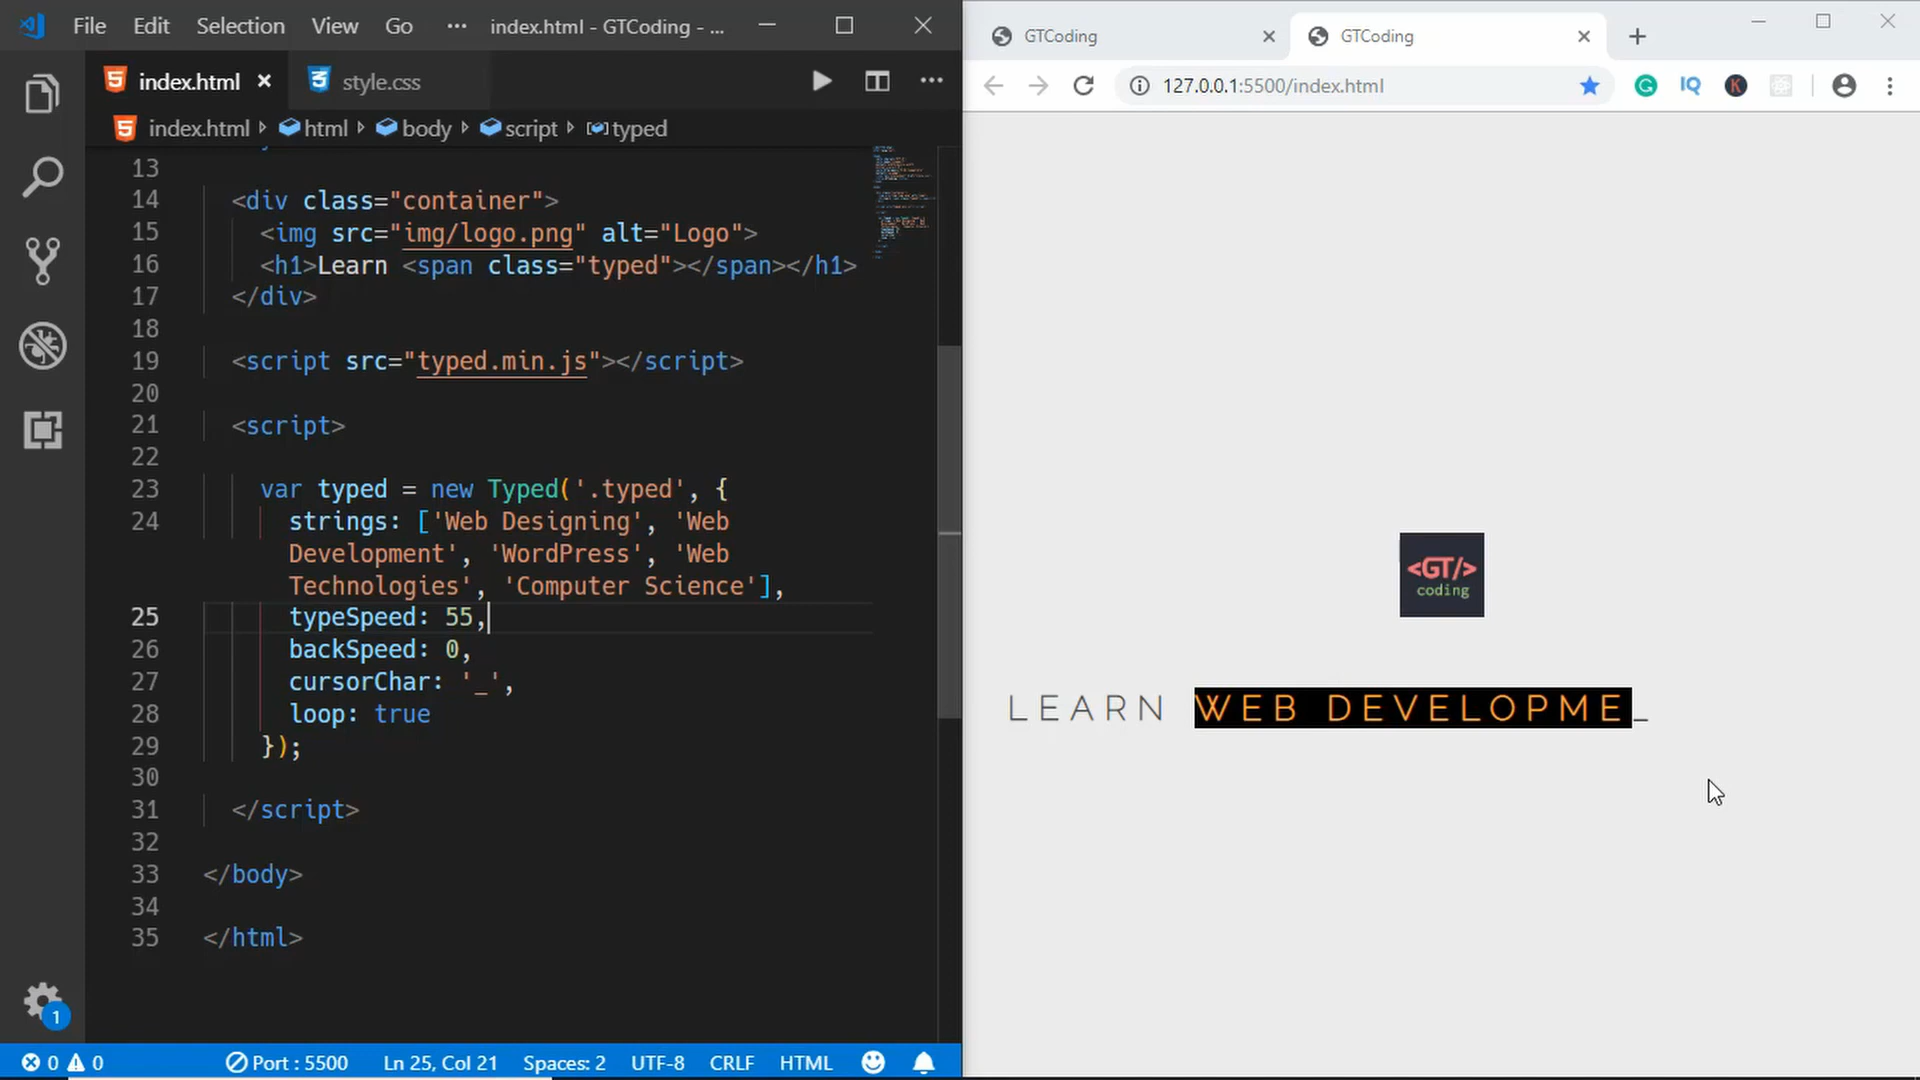 File Edit Selection View Go ··· index.html - GTCoding - ...
index.html style.css
index.html html body script typed
13
14 <div class="container">
15 <img src="img/logo.png" alt="Logo">
16 <h1>Learn <span class="typed"></span></h1>
17 </div>
18
19 <script src="typed.min.js"></script>
20
21 <script>
22
23 var typed = new Typed('.typed', {
24 strings: ['Web Designing', 'Web
Development', 'WordPress', 'Web
Technologies', 'Computer Science'],
25 typeSpeed: 55,
26 backSpeed: 0,
27 cursorChar: '_',
28 loop: true
29 });
30
31 </script>
32
33 </body>
34
35 </html>
1
0 0 Port : 5500 Ln 25, Col 21 Spaces: 2 UTF-8 CRLF HTML
GTCoding GTCoding
127.0.0.1:5500/index.html
G IQ K
<GT/>
coding
LEARN WEB DEVELOPME_